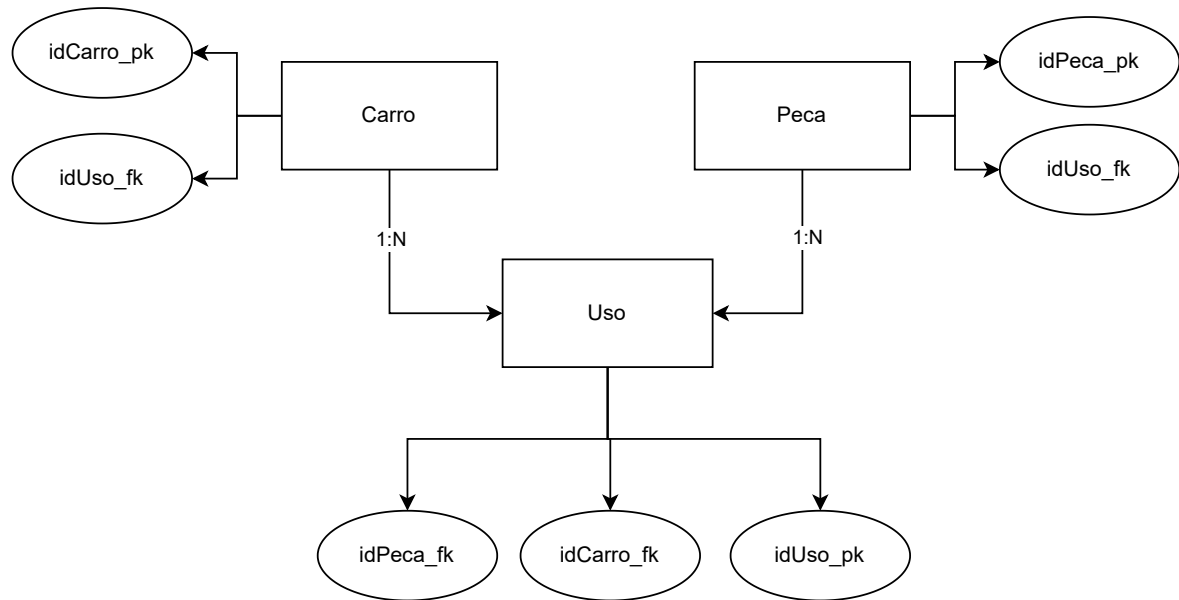 idCarro_pk
Carro
Peca
idPeca_pk
idUso_fk
idUso_fk
1:N
1:N
Uso
idPeca_fk
idCarro_fk
idUso_pk